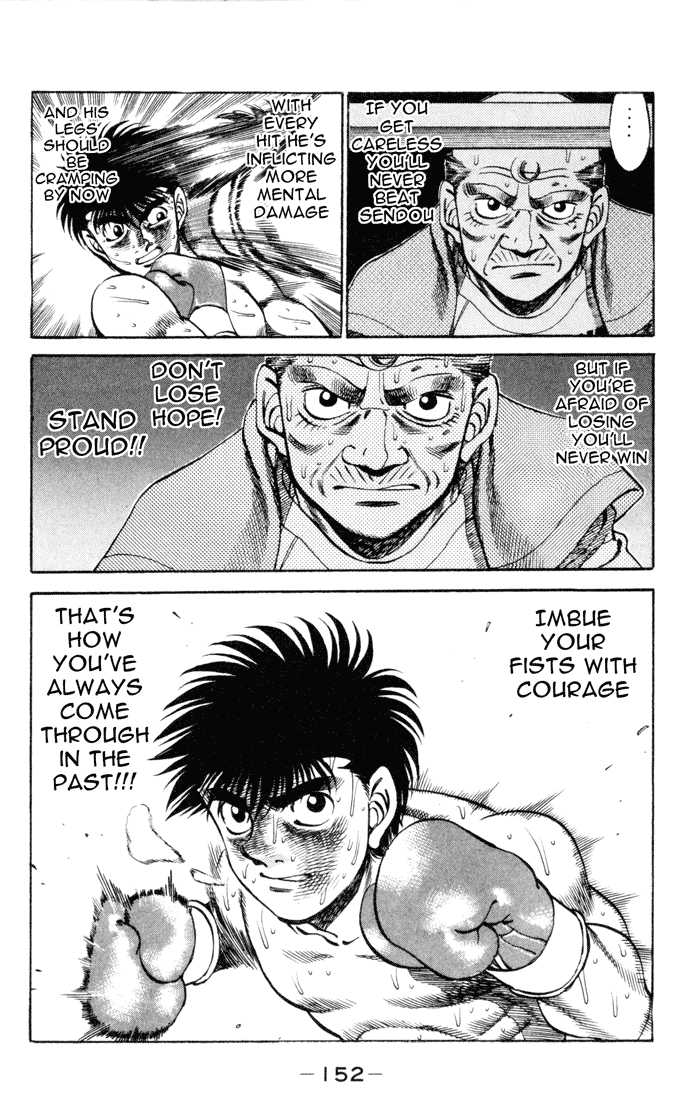 . . . .
IF YOU
GET
CARELESS
YOU'LL
NEVER
BEAT
SENDOU
WITH
EVERY
HIT HE'S
INFLICTING
MORE
MENTAL
DAMAGE
AND HIS
LEGS'
SHOULD
BE
CRAMPING
BY NOW
BUT IF
YOU'RE
AFRAID OF
LOSING
YOU'LL
NEVER WIN
DON'T
LOSE
HOPE!
STAND
PROUD!!
IMBUE
YOUR
FISTS WITH
COURAGE
THAT'S
HOW
YOU'VE
ALWAYS
COME
THROUGH
IN THE
PAST!!!
- 152 -